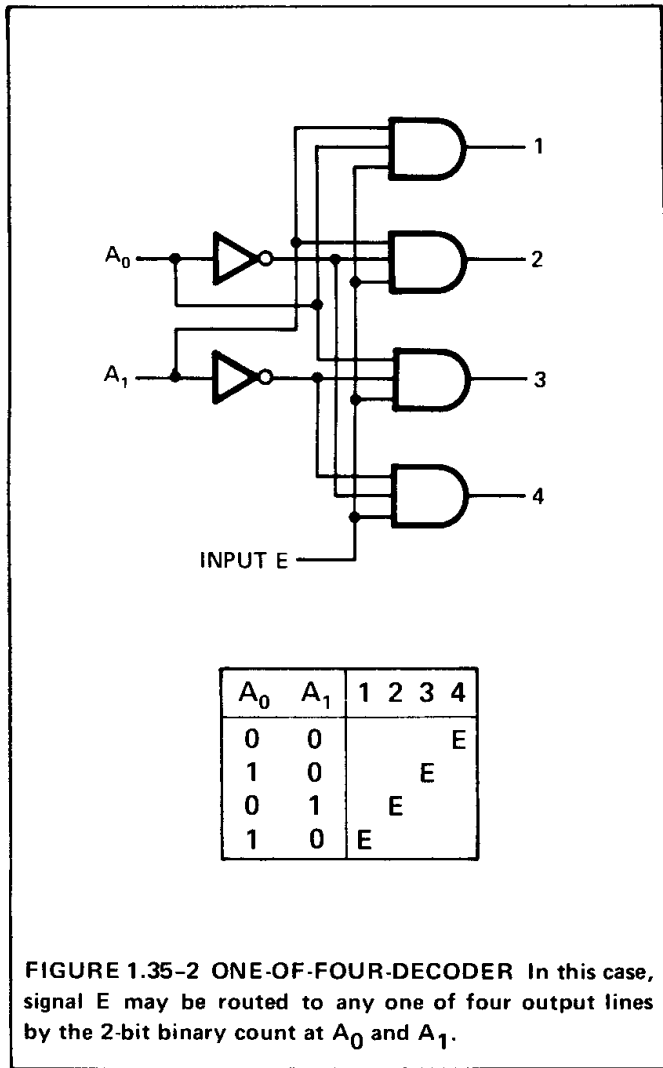 1
A₀ 2
A₁ 3
4
INPUT E
A₀ A₁ 1 2 3 4
0 0 E
1 0 E
0 1 E
1 0 E
FIGURE 1.35-2 ONE-OF-FOUR-DECODER In this case,
signal E may be routed to any one of four output lines
by the 2-bit binary count at A₀ and A₁.